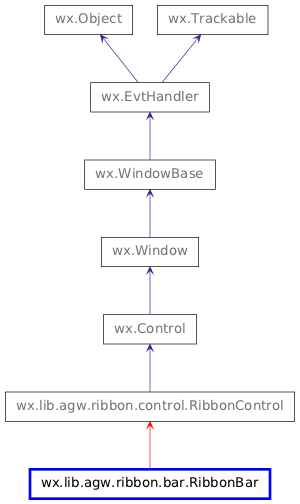 wx.Object
wx.Trackable
wx.EvtHandler
wx.WindowBase
wx.Window
wx.Control
wx.lib.agw.ribbon.control.RibbonControl
wx.lib.agw.ribbon.bar.RibbonBar